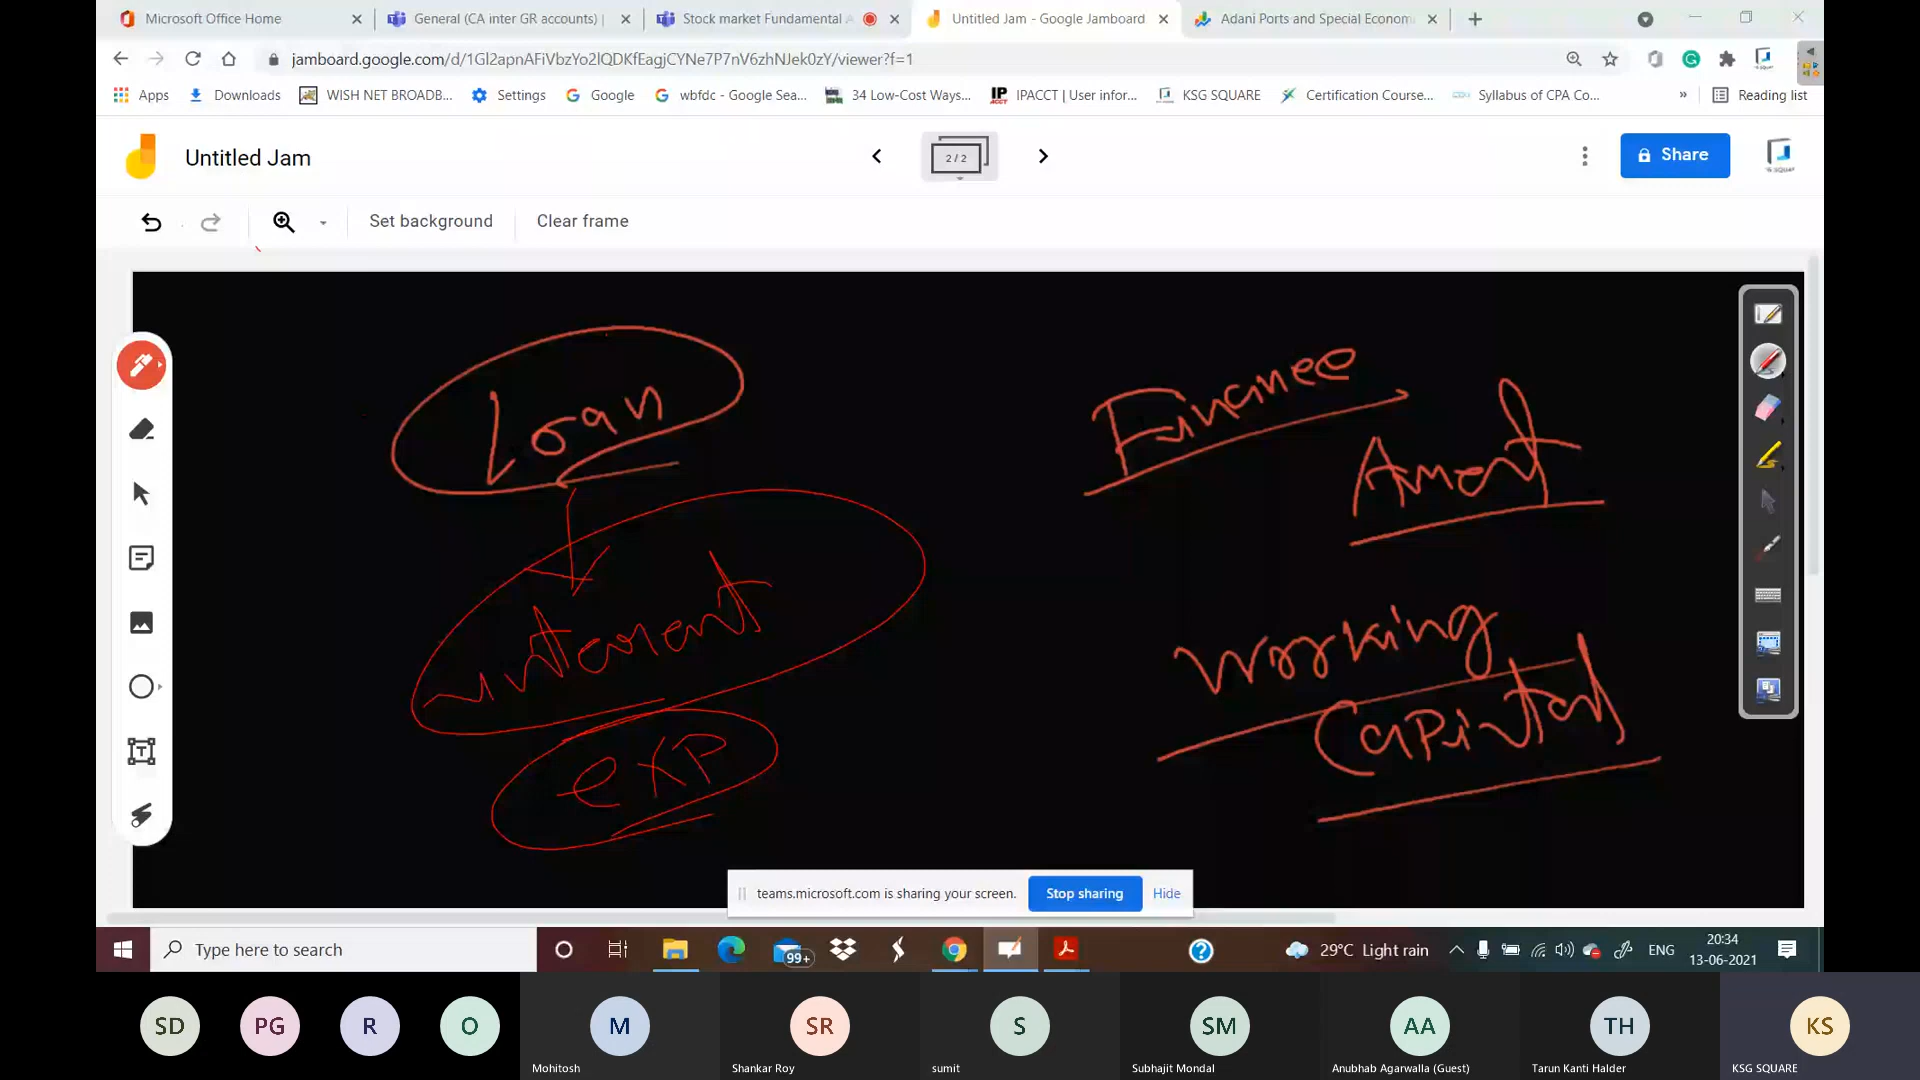 Microsoft Office Home
General (CA inter GR accounts) |
Stock market Fundamental A
Untitled Jam - Google Jamboard
Adani Ports and Special Econom
jamboard.google.com/d/1Gl2apnAFiVbzYo2lQDKfEagjCYNe7P7nV6zhNJek0zY/viewer?f=1
Apps
Downloads
WISH NET BROADB...
Settings
Google
wbfdc - Google Sea...
34 Low-Cost Ways...
IPACCT | User infor...
KSG SQUARE
Certification Course...
Syllabus of CPA Co...
»
Reading list
Untitled Jam
2 / 2
Share
Set background
Clear frame
Loan
Finance
Working
Capital
exp
teams.microsoft.com is sharing your screen.
Stop sharing
Hide
Type here to search
99+
29°C Light rain
ENG
20:34
13-06-2021
SD
PG
R
O
M
SR
S
SM
AA
TH
KS
Mohitosh
Shankar Roy
sumit
Subhajit Mondal
Anubhab Agarwalla (Guest)
Tarun Kanti Halder
KSG SQUARE